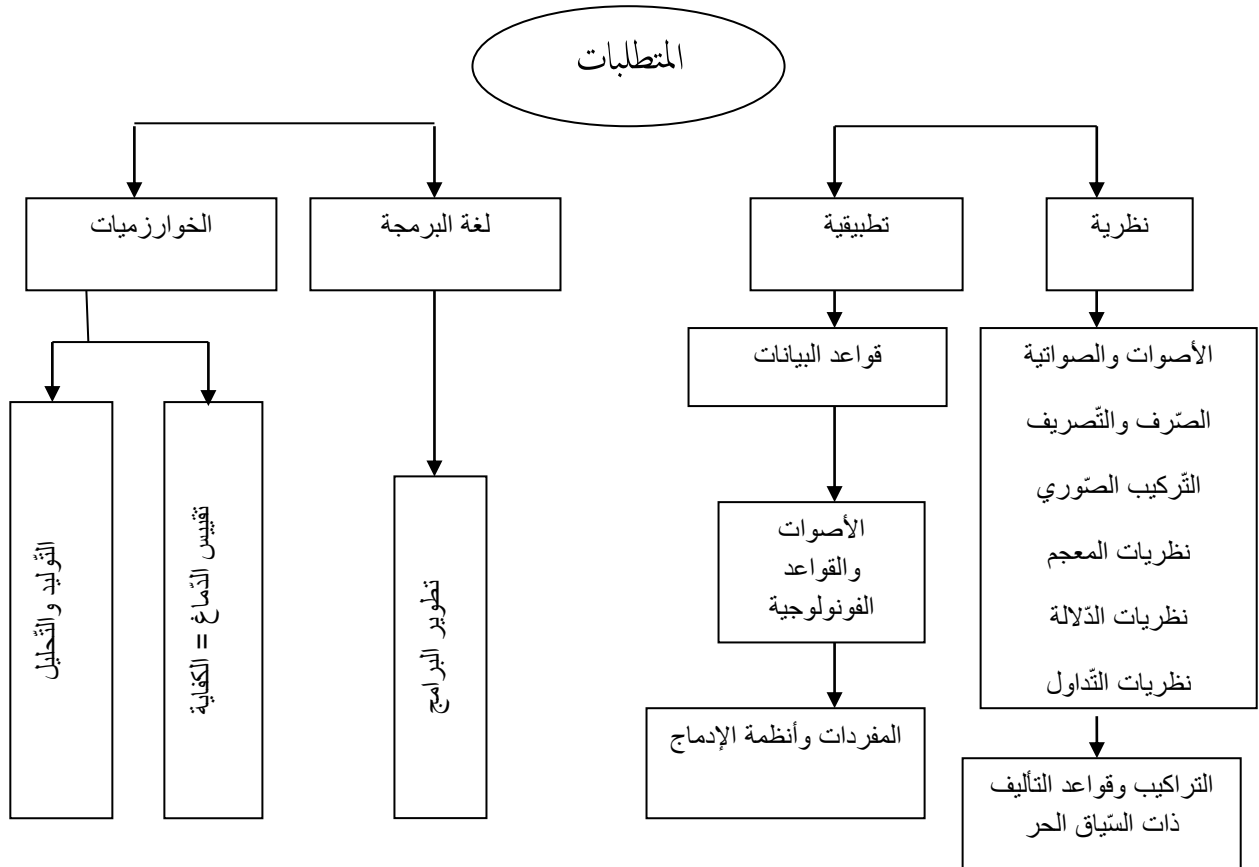 المتطلبات
نظرية
تطبيقية
لغة البرمجة
الخوارزميات
الأصوات والصواتية
الصّرف والتّصريف
التّركيب الصّوري
نظريات المعجم
نظريات الدّلالة
نظريات التّداول
التراكيب وقواعد التأليف
ذات السّياق الحر
قواعد البيانات
الأصوات
والقواعد
الفونولوجية
المفردات وأنظمة الإدماج
تطوير البرامج
تقييس الدّماغ = الكفاية
التّوليد والتّحليل